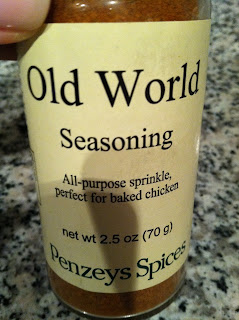 Old World
Seasoning
All-purpose sprinkle,
perfect for baked chicken
net wt 2.5 oz (70 g)
Penzeys Spices